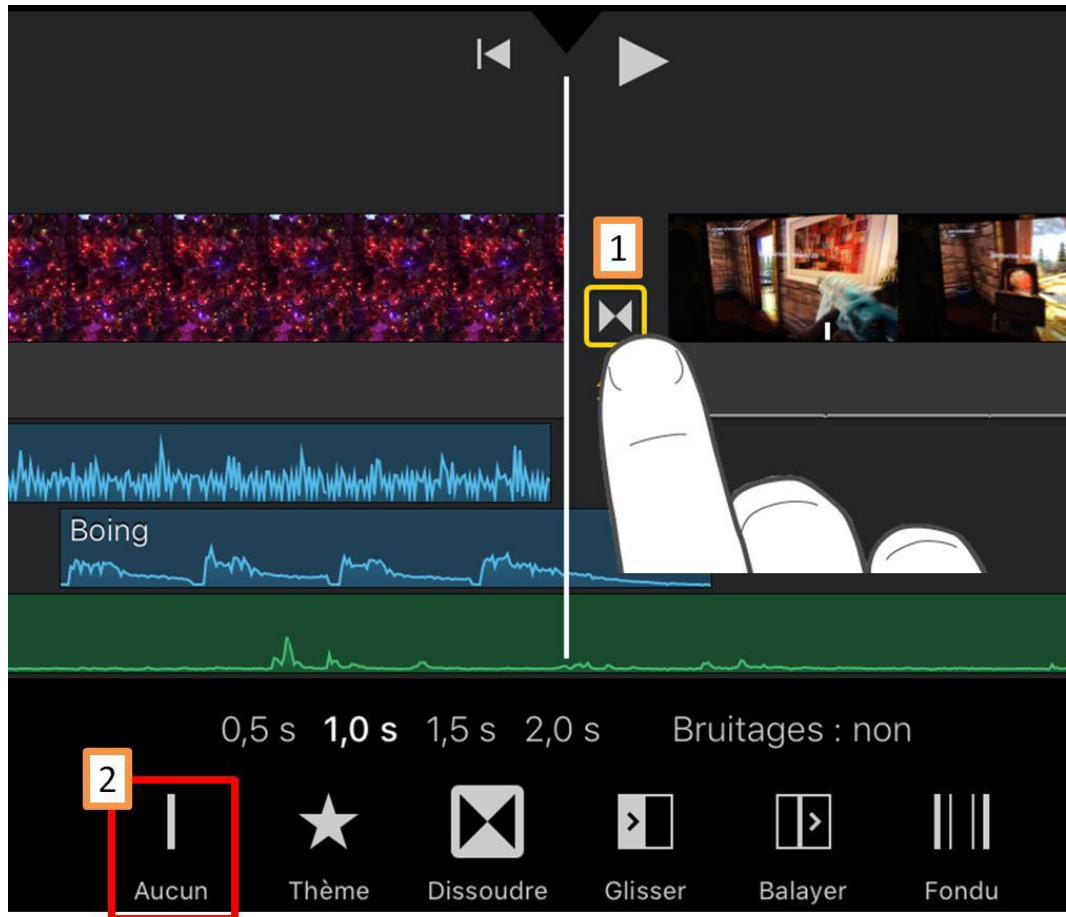 1
Boing
0,5 s 1,0 s 1,5 s 2,0 s Bruitages : non
2
Aucun Thème Dissoudre Glisser Balayer Fondu